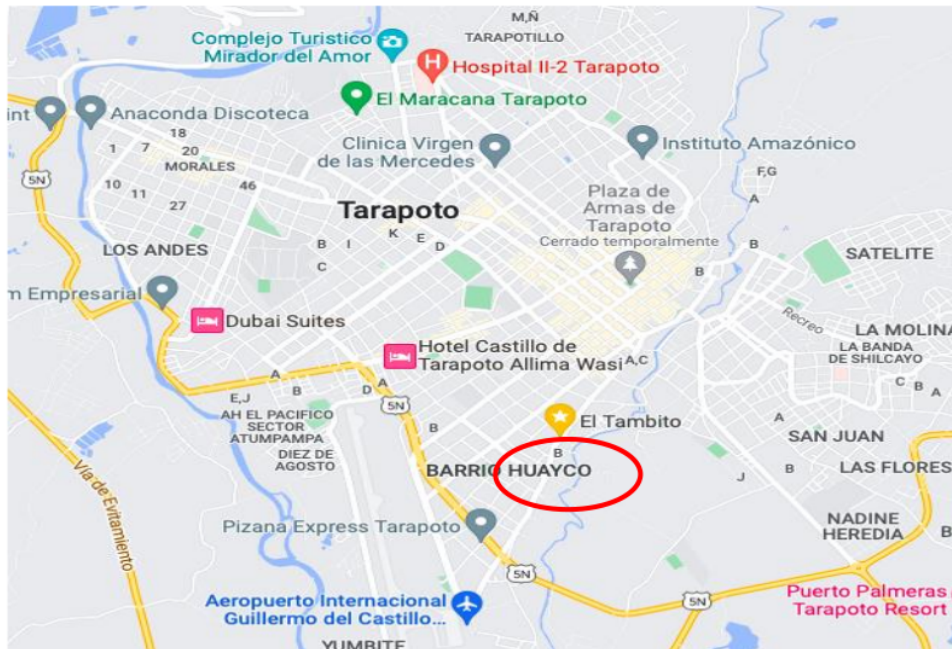 M,Ñ
TARAPOTILLO
Complejo Turistico
Mirador del Amor
Hospital II-2 Tarapoto
El Maracana Tarapoto
int
Anaconda Discoteca
18
1
7
20
MORALES
Clinica Virgen
de las Mercedes
Instituto Amazónico
5N
10
11
46
27
F,G
A
Plaza de
Armas de
Tarapoto
Cerrado temporalmente
Tarapoto
K
E
D
B
I
C
B
B
LOS ANDES
SATELITE
m Empresarial
Dubai Suites
Recreo
LA MOLINA
LA BANDA
DE SHILCAYO
Hotel Castillo de
Tarapoto Allima Wasi
A,C
C
B
A
E,J
A
B
D
A
5N
AH EL PACIFICO
SECTOR
ATUMPAMPA
DIEZ DE
AGOSTO
B
El Tambito
A
SAN JUAN
B
BARRIO HUAYCO
J
B
LAS FLORES
Vía de Evitamiento
Pizana Express Tarapoto
NADINE
HEREDIA
B
5N
5N
Aeropuerto Internacional
Guillermo del Castillo...
Puerto Palmeras
Tarapoto Resort
YUMBITE